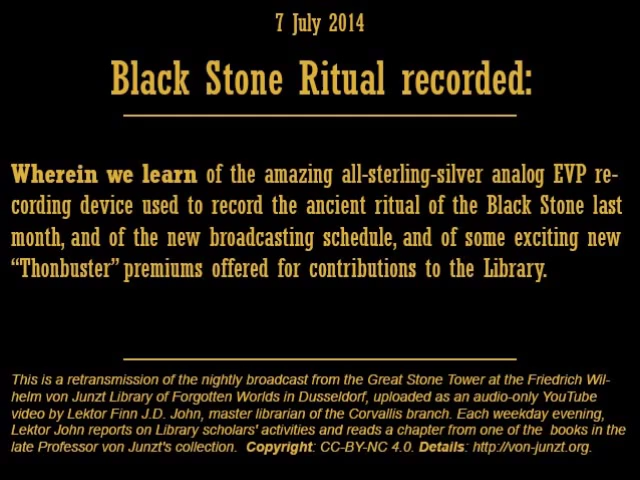 7 July 2014
Black Stone Ritual recorded:
Wherein we learn of the amazing all-sterling-silver analog EVP re-
cording device used to record the ancient ritual of the Black Stone last
month, and of the new broadcasting schedule, and of some exciting new
“Thonbuster” premiums offered for contributions to the Library.
This is a retransmission of the nightly broadcast from the Great Stone Tower at the Friedrich Wil-
helm von Junzt Library of Forgotten Worlds in Dusseldorf, uploaded as an audio-only YouTube
video by Lektor Finn J.D. John, master librarian of the Corvallis branch. Each weekday evening,
Lektor John reports on Library scholars' activities and reads a chapter from one of the books in the
late Professor von Junzt's collection. Copyright: CC-BY-NC 4.0. Details: http://von-junzt.org.